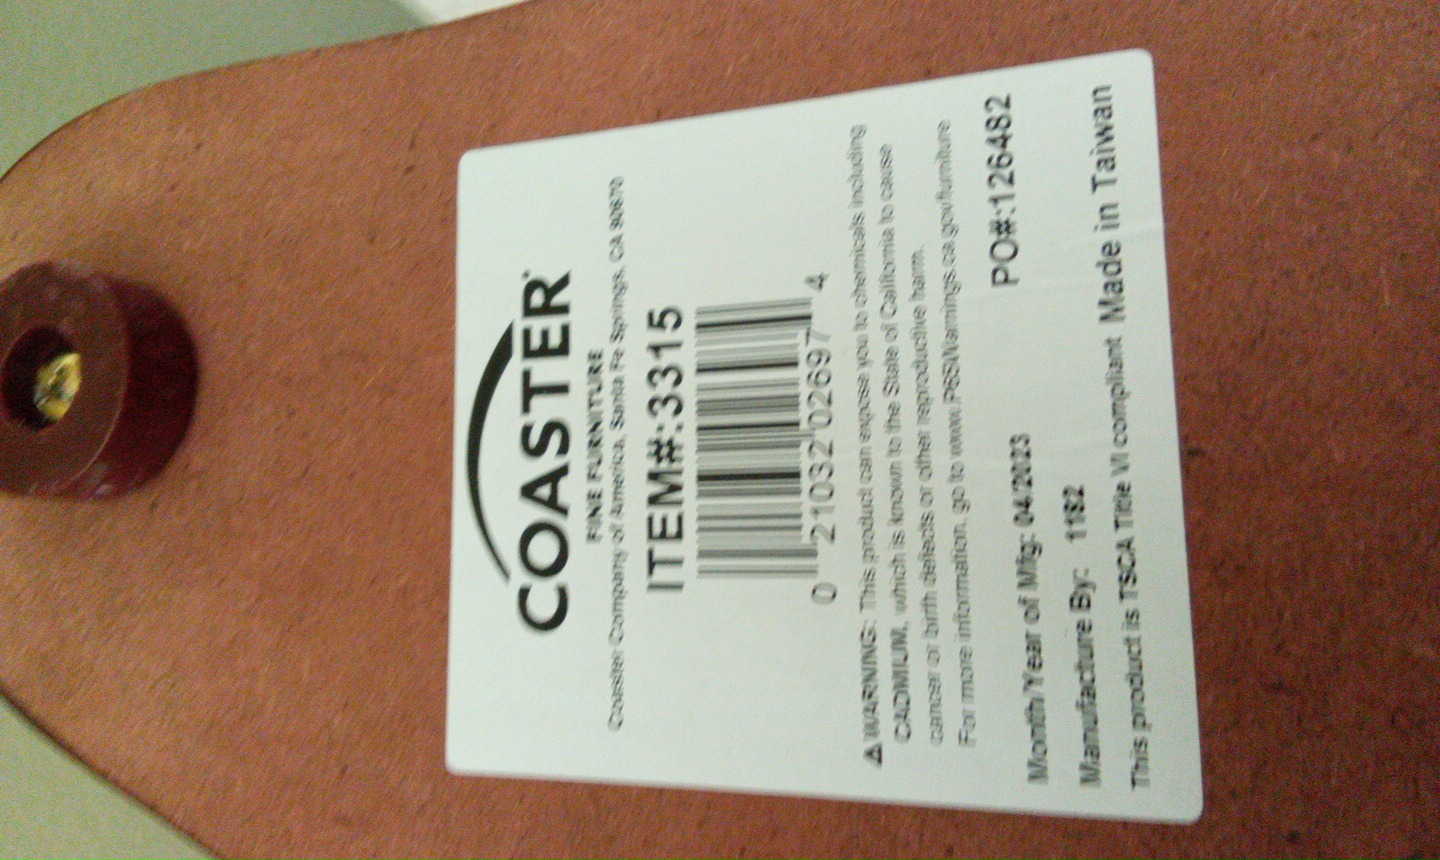 COASTER
FINE FURNITURE
Coaster Company of America, Santa Fe Springs, CA 90670
ITEM#:3315
0 21032 02697 4
⚠WARNING: This product can expose you to chemicals including
CADMIUM, which is known to the State of California to cause
cancer or birth defects or other reproductive harm.
For more information, go to www.P65Warnings.ca.gov/furniture
PO#:126482
Month/Year of Mfg: 04/2023
Manufacture By: 1182
This product is TSCA Title VI compliant Made in Taiwan